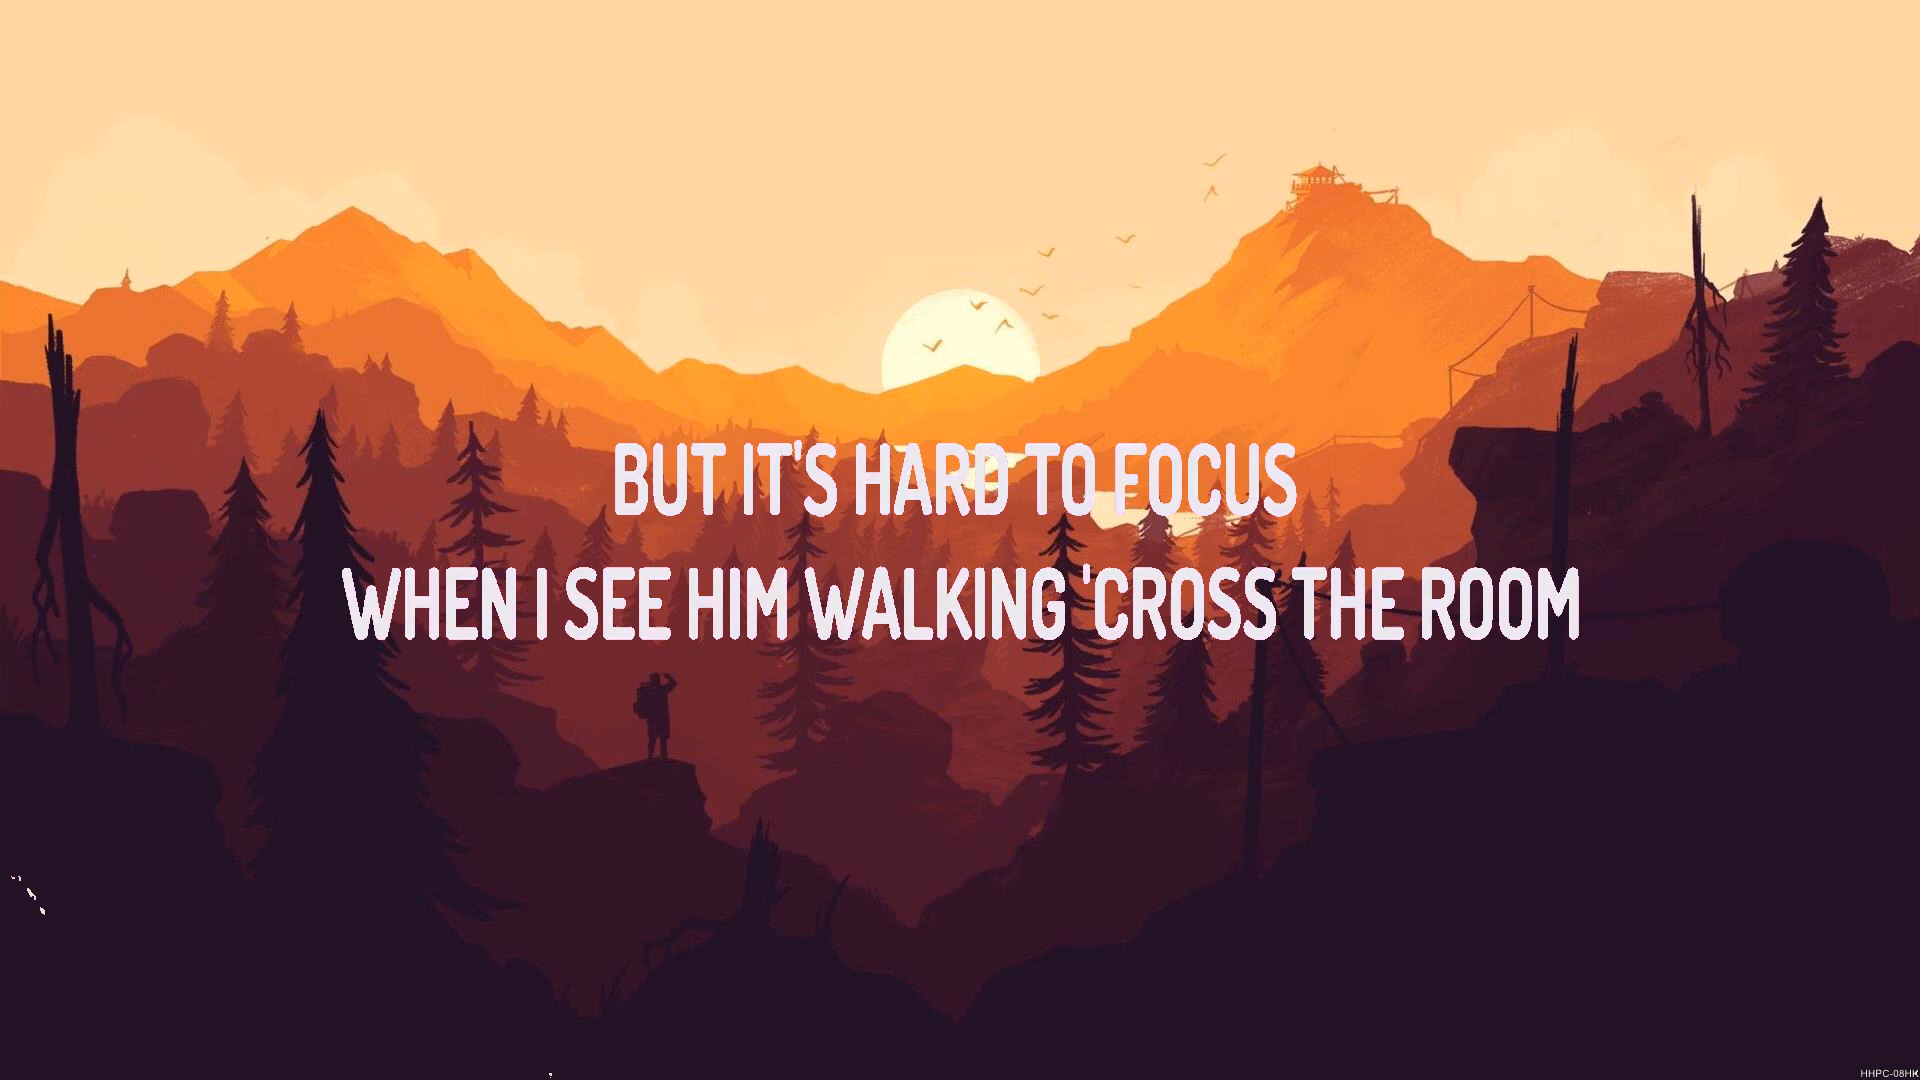 BUT IT'S HARD TO FOCUS
WHEN I SEE HIM WALKING 'CROSS THE ROOM
HHPC-08HK